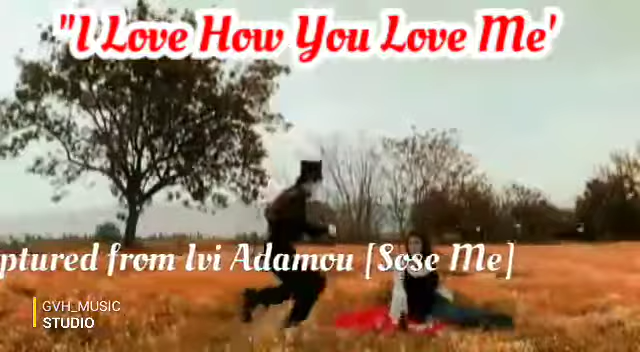 "I Love How You Love Me'
ptured from Ivi Adamou [Sose Me]
GVH_MUSIC
STUDIO